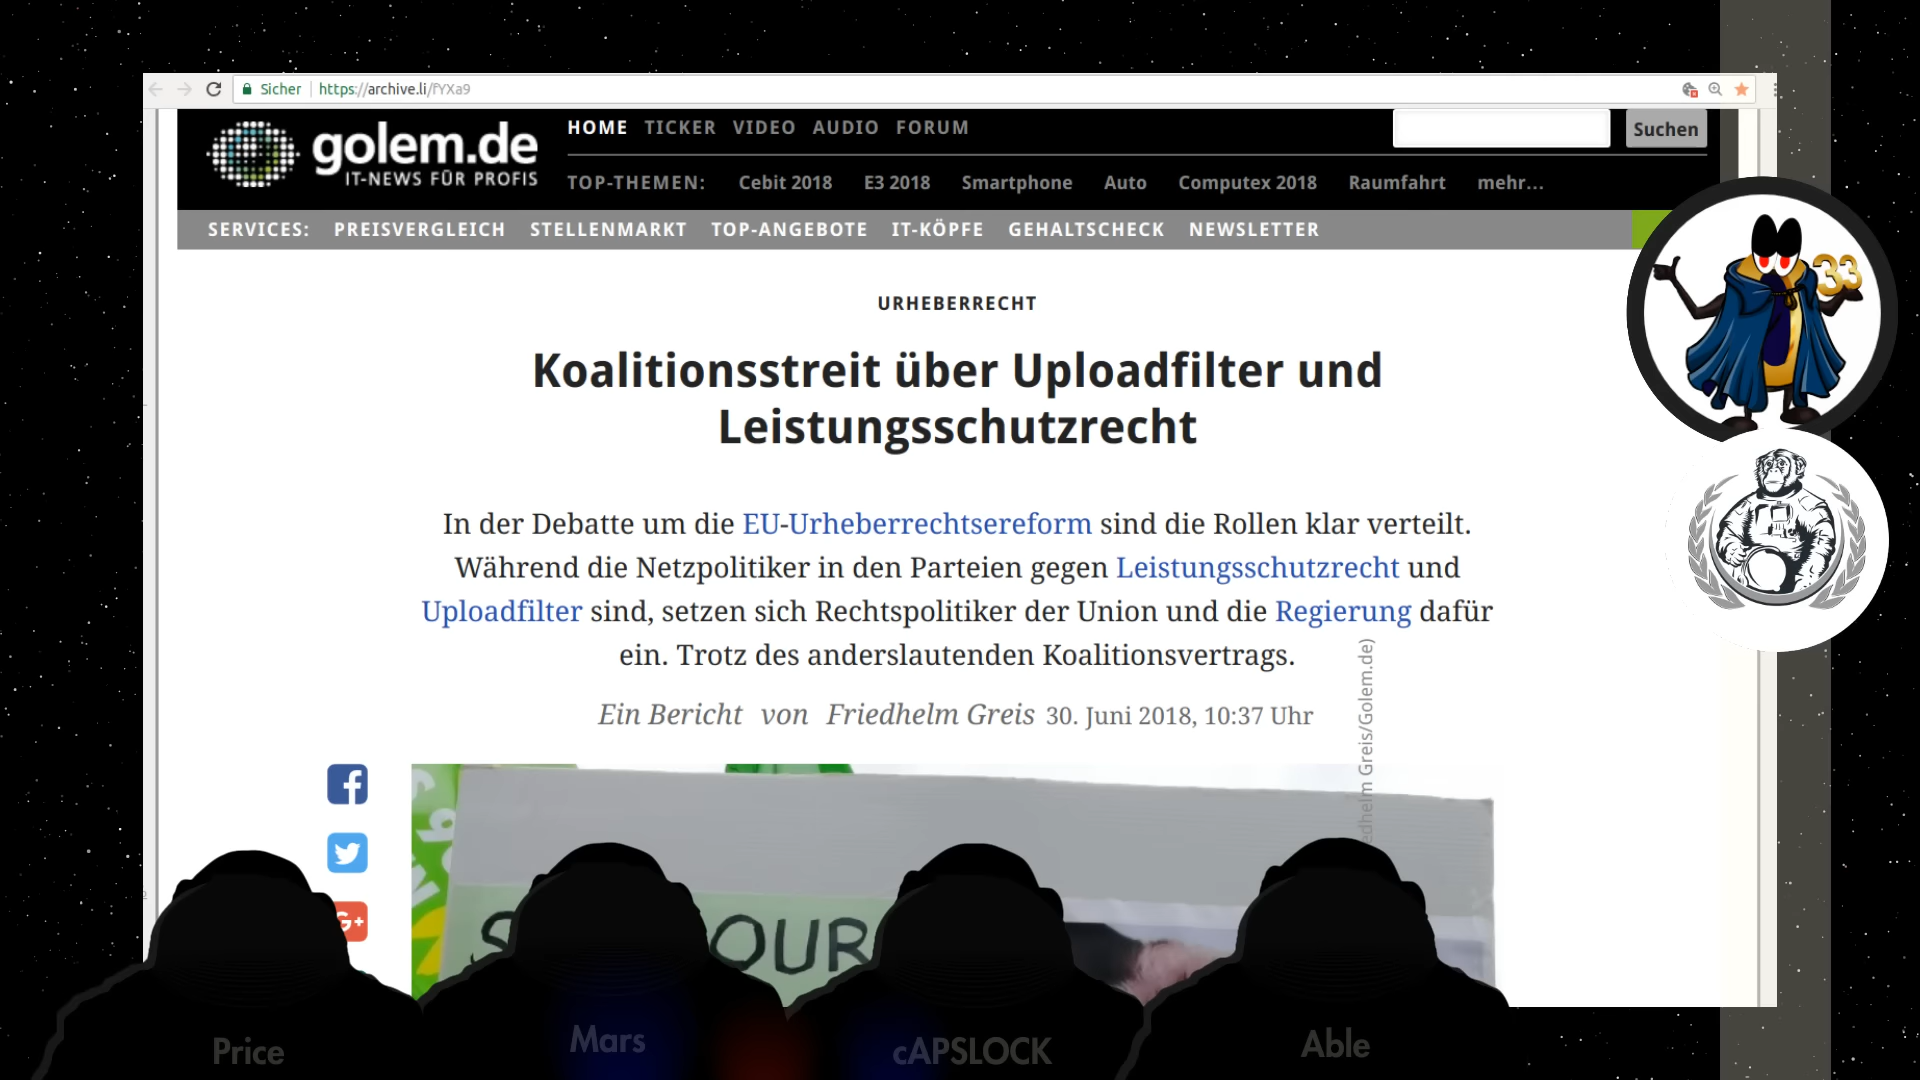 Sicher https://archive.li/fYXa9
golem.de
IT-NEWS FÜR PROFIS
HOME TICKER VIDEO AUDIO FORUM
Suchen
TOP-THEMEN: Cebit 2018 E3 2018 Smartphone Auto Computex 2018 Raumfahrt mehr...
SERVICES: PREISVERGLEICH STELLENMARKT TOP-ANGEBOTE IT-KÖPFE GEHALTSCHECK NEWSLETTER
33
URHEBERRECHT
Koalitionsstreit über Uploadfilter und
Leistungsschutzrecht
In der Debatte um die EU-Urheberrechtsereform sind die Rollen klar verteilt.
Während die Netzpolitiker in den Parteien gegen Leistungsschutzrecht und
Uploadfilter sind, setzen sich Rechtspolitiker der Union und die Regierung dafür
ein. Trotz des anderslautenden Koalitionsvertrags.
Ein Bericht von Friedhelm Greis 30. Juni 2018, 10:37 Uhr
Greis/Golem.de)
G+
OUR
Price
Mars
cAPSLOCK
Able